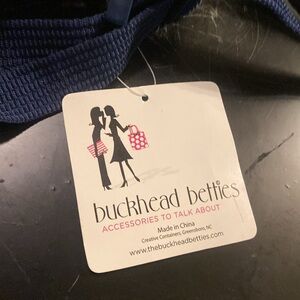 buckhead betties
ACCESSORIES TO TALK ABOUT
Made in China
Creative Containers, Greensboro, NC
www.thebuckheadbetties.com